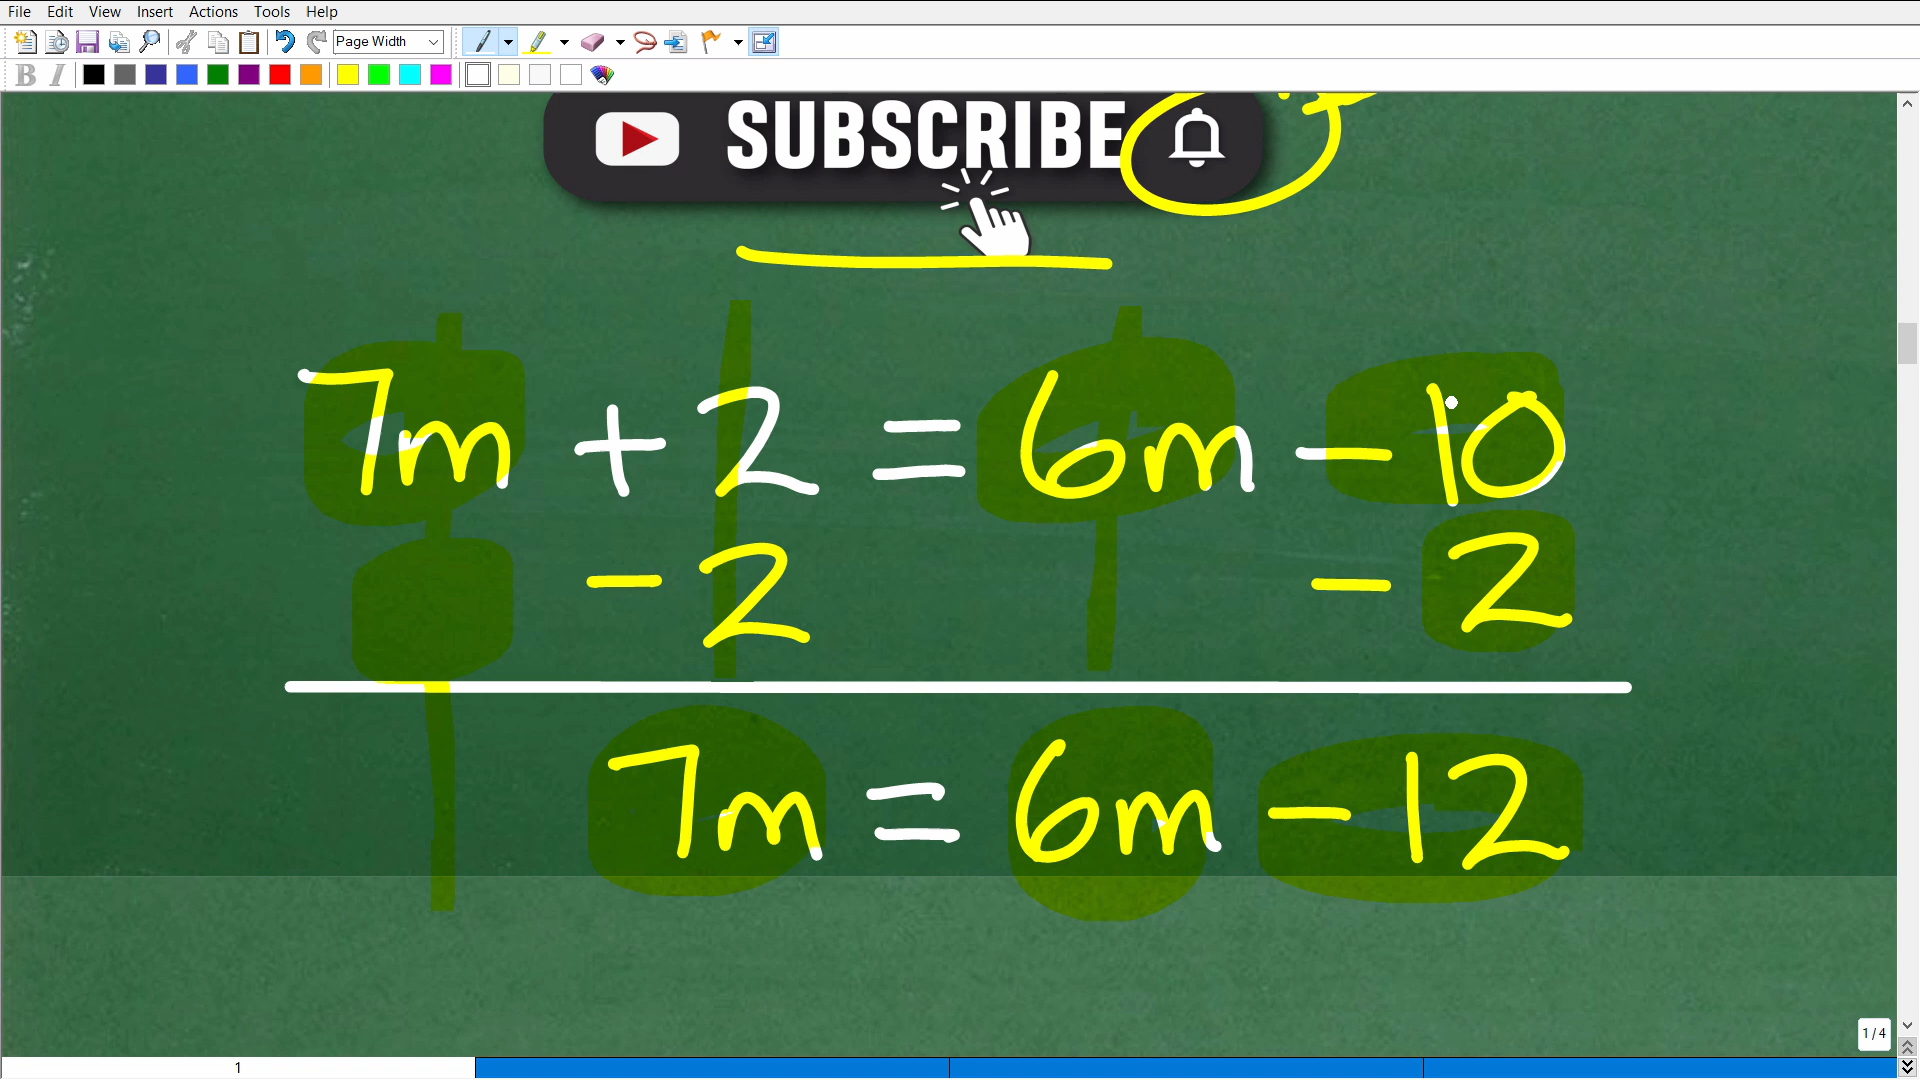 File Edit View Insert Actions Tools Help
Page Width
B I
SUBSCRIBE
7m + 2 = 6m - 10
- 2 - 2
7m = 6m - 12
1 / 4
1